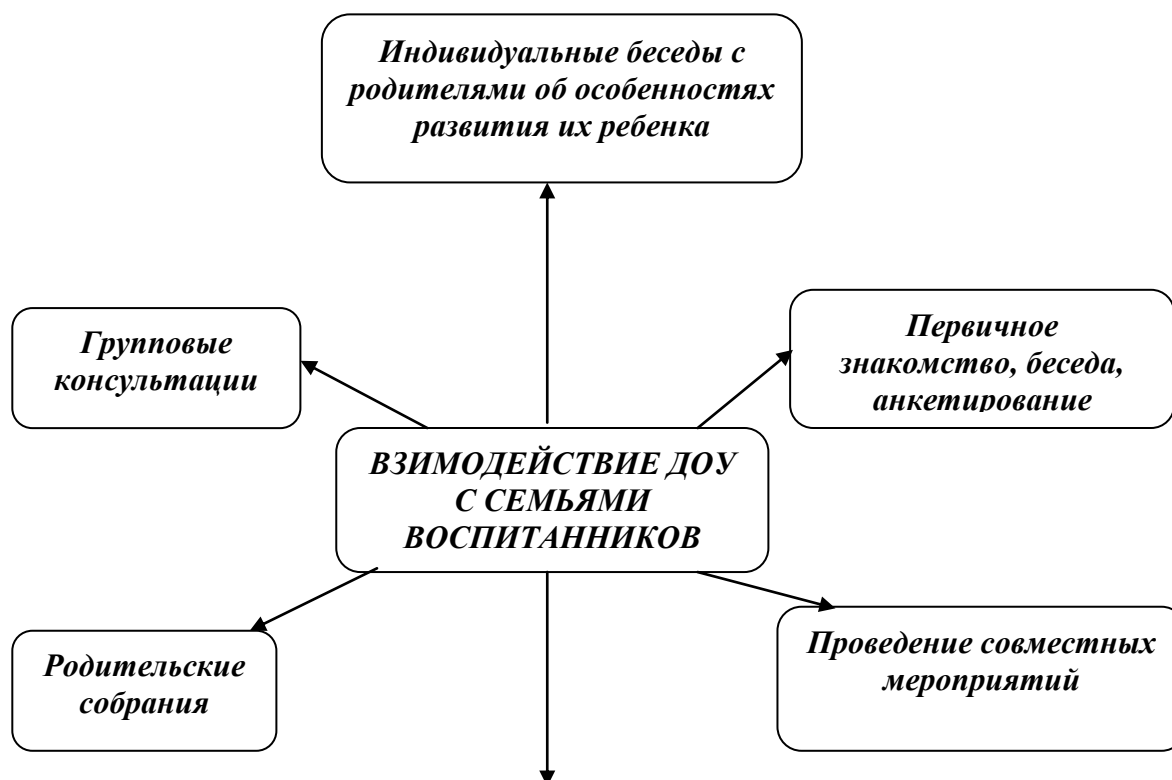 Индивидуальные беседы с
родителями об особенностях
развития их ребенка
Групповые
консультации
Первичное
знакомство, беседа,
анкетирование
ВЗИМОДЕЙСТВИЕ ДОУ
С СЕМЬЯМИ
ВОСПИТАННИКОВ
Родительские
собрания
Проведение совместных
мероприятий